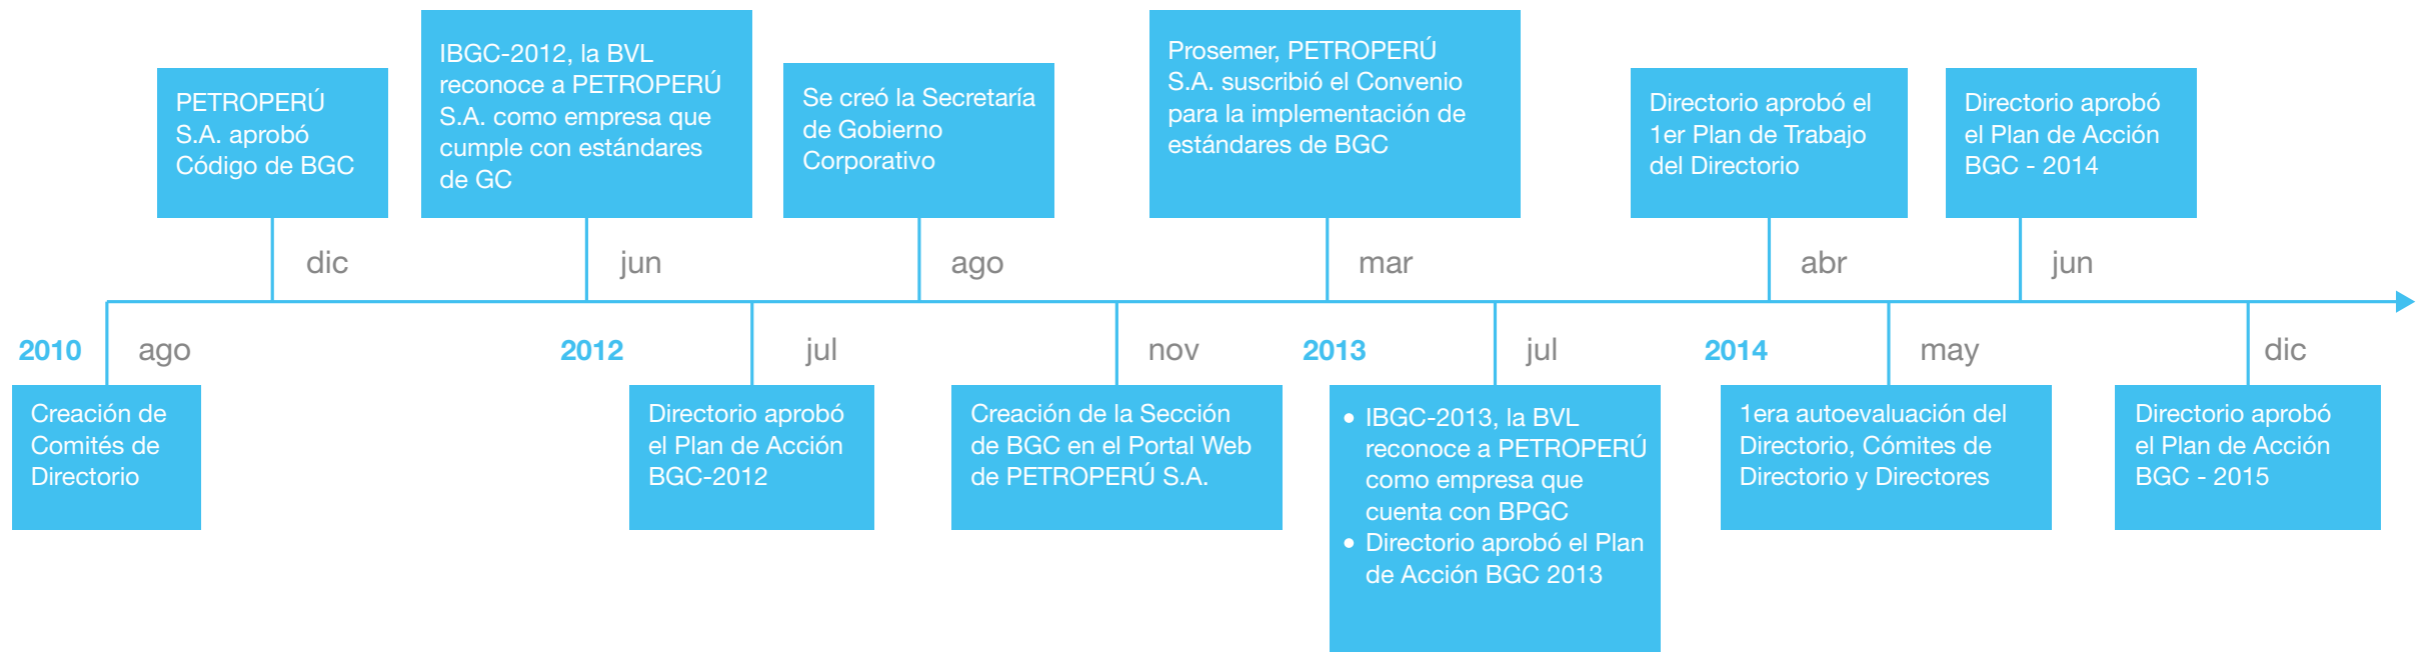 PETROPERÚ
S.A. aprobó
Código de BGC
IBGC-2012, la BVL
reconoce a PETROPERÚ
S.A. como empresa que
cumple con estándares
de GC
Se creó la Secretaría
de Gobierno
Corporativo
Prosemer, PETROPERÚ
S.A. suscribió el Convenio
para la implementación de
estándares de BGC
Directorio aprobó el
1er Plan de Trabajo
del Directorio
Directorio aprobó
el Plan de Acción
BGC - 2014
dic
jun
ago
mar
abr
jun
2010
ago
2012
jul
nov
2013
jul
2014
may
dic
Creación de
Comités de
Directorio
Directorio aprobó
el Plan de Acción
BGC-2012
Creación de la Sección
de BGC en el Portal Web
de PETROPERÚ S.A.
• IBGC-2013, la BVL
reconoce a PETROPERÚ
como empresa que
cuenta con BPGC
• Directorio aprobó el Plan
de Acción BGC 2013
1era autoevaluación del
Directorio, Cómites de
Directorio y Directores
Directorio aprobó
el Plan de Acción
BGC - 2015